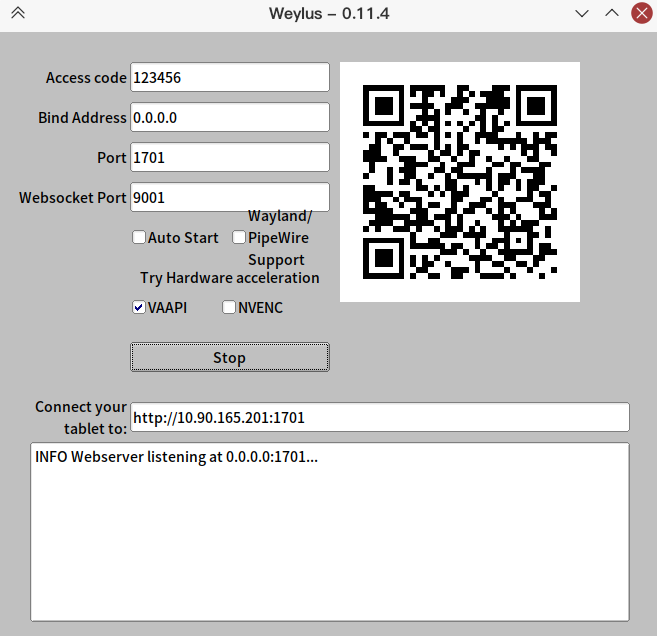 Weylus – 0.11.4
Access code 123456
Bind Address 0.0.0.0
Port 1701
Websocket Port 9001
Auto Start
Wayland/
PipeWire
Support
Try Hardware acceleration
VAAPI NVENC
Stop
Connect your
tablet to: http://10.90.165.201:1701
INFO Webserver listening at 0.0.0.0:1701...